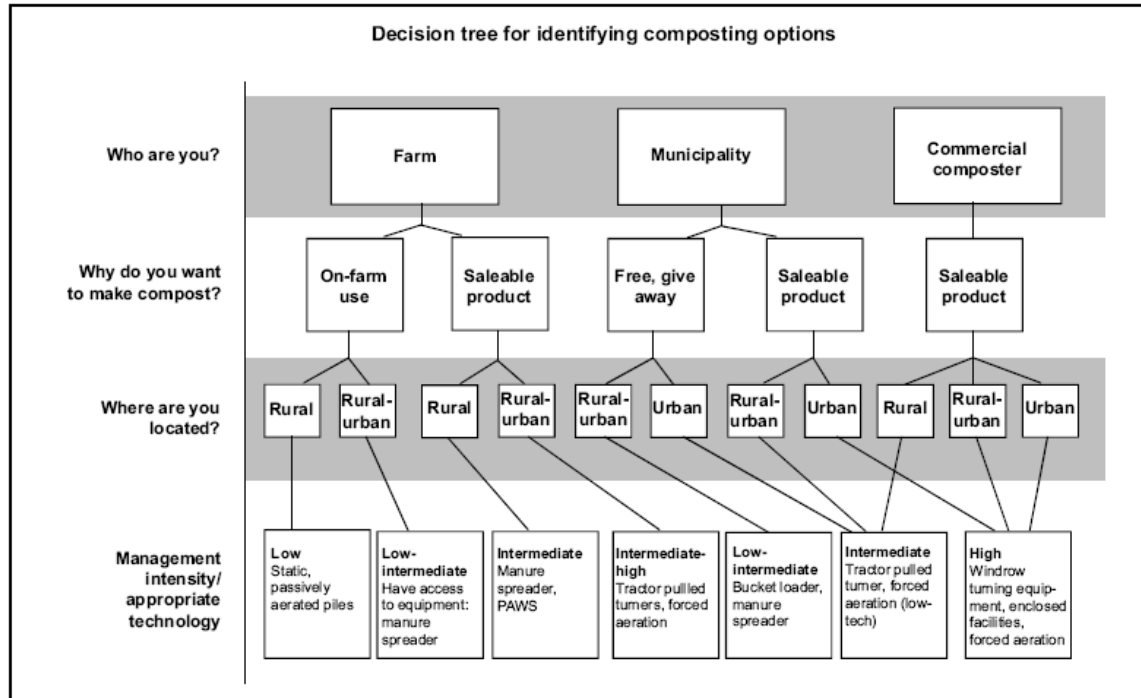 Decision tree for identifying composting options
Who are you?
Farm
Municipality
Commercial
composter
Why do you want
to make compost?
On-farm
use
Saleable
product
Free, give
away
Saleable
product
Saleable
product
Where are you
located?
Rural
Rural-
urban
Rural
Rural-
urban
Rural-
urban
Urban
Rural-
urban
Urban
Rural
Rural-
urban
Urban
Management
intensity/
appropriate
technology
Low
Static,
passively
aerated piles
Low-
intermediate
Have access
to equipment:
manure
spreader
Intermediate
Manure
spreader,
PAWS
Intermediate-
high
Tractor pulled
turners, forced
aeration
Low-
intermediate
Bucket loader,
manure
spreader
Intermediate
Tractor pulled
turner, forced
aeration (low-
tech)
High
Windrow
turning equip-
ment, enclosed
facilities,
forced aeration